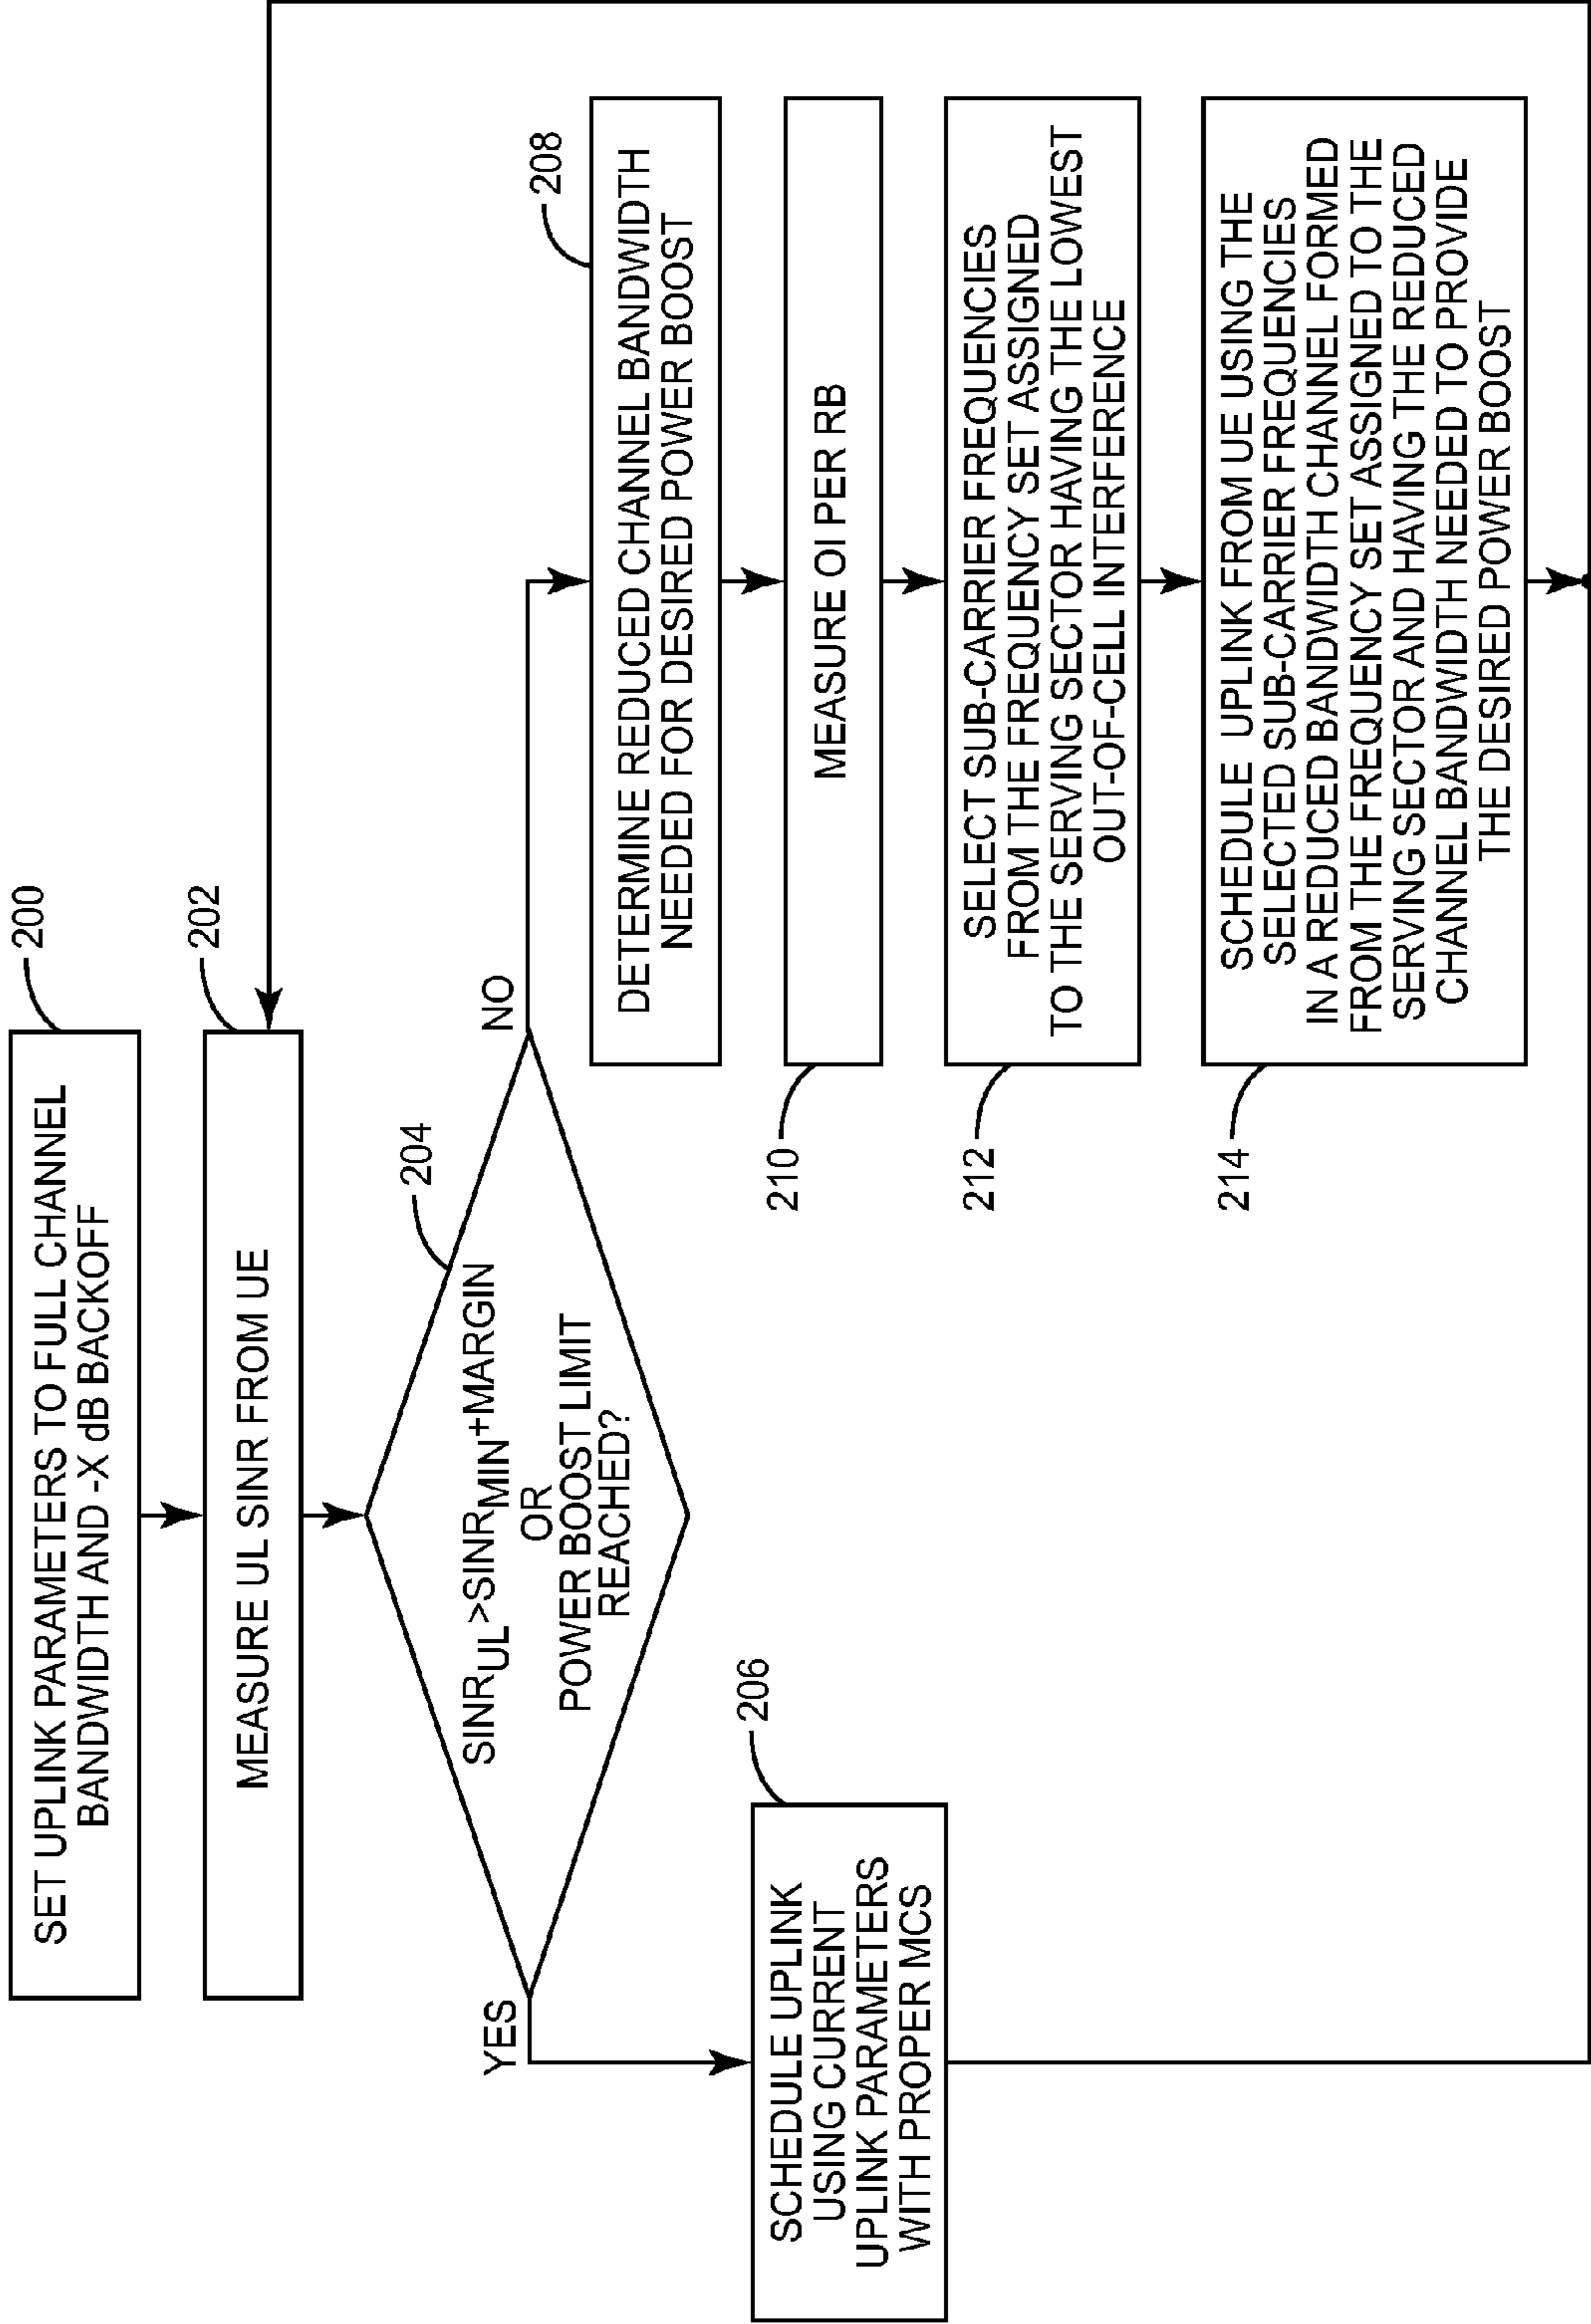 200
SET UPLINK PARAMETERS TO FULL CHANNEL
BANDWIDTH AND -X dB BACKOFF
202
MEASURE UL SINR FROM UE
204
SINRUL>SINRMIN+MARGIN
OR
POWER BOOST LIMIT
REACHED?
YES
NO
206
SCHEDULE UPLINK
USING CURRENT
UPLINK PARAMETERS
WITH PROPER MCS
208
DETERMINE REDUCED CHANNEL BANDWIDTH
NEEDED FOR DESIRED POWER BOOST
210
MEASURE OI PER RB
212
SELECT SUB-CARRIER FREQUENCIES
FROM THE FREQUENCY SET ASSIGNED
TO THE SERVING SECTOR HAVING THE LOWEST
OUT-OF-CELL INTERFERENCE
214
SCHEDULE UPLINK FROM UE USING THE
SELECTED SUB-CARRIER FREQUENCIES
IN A REDUCED BANDWIDTH CHANNEL FORMED
FROM THE FREQUENCY SET ASSIGNED TO THE
SERVING SECTOR AND HAVING THE REDUCED
CHANNEL BANDWIDTH NEEDED TO PROVIDE
THE DESIRED POWER BOOST